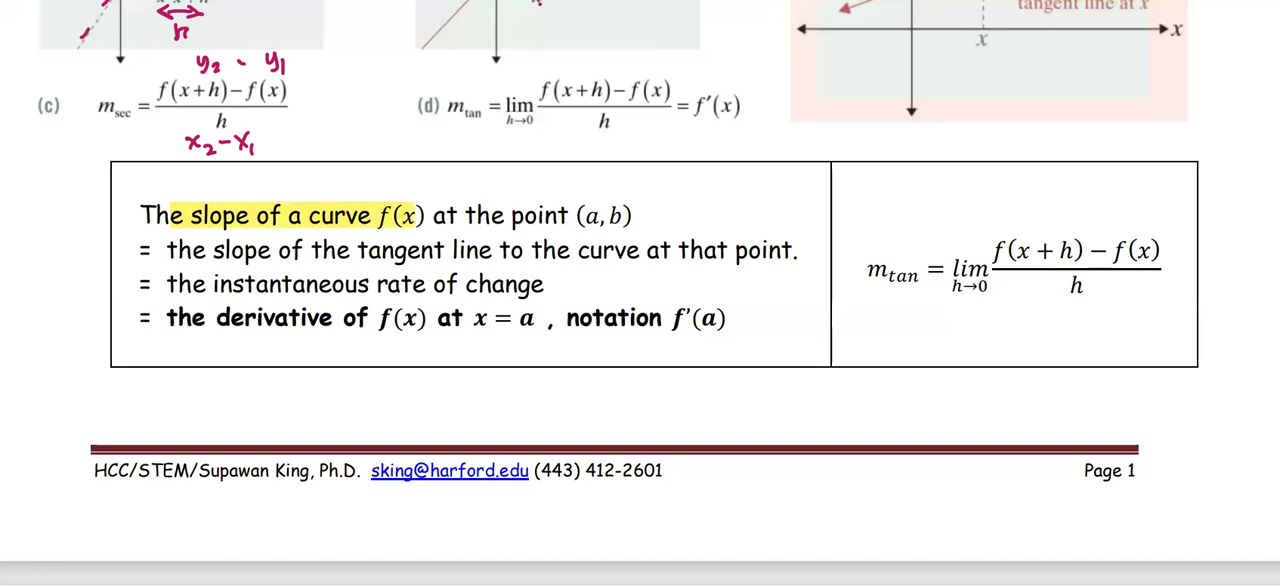 tangent line at x
h
x
x
y₂ - y₁
(c) m_sec = f(x+h)−f(x) / h
x₂ − x₁
(d) m_tan = lim h→0 f(x+h)−f(x) / h = f′(x)
The slope of a curve f(x) at the point (a, b)
= the slope of the tangent line to the curve at that point.
= the instantaneous rate of change
= the derivative of f(x) at x = a , notation f'(a)
m_tan = lim h→0 f(x + h) − f(x) / h
HCC/STEM/Supawan King, Ph.D. sking@harford.edu (443) 412-2601
Page 1